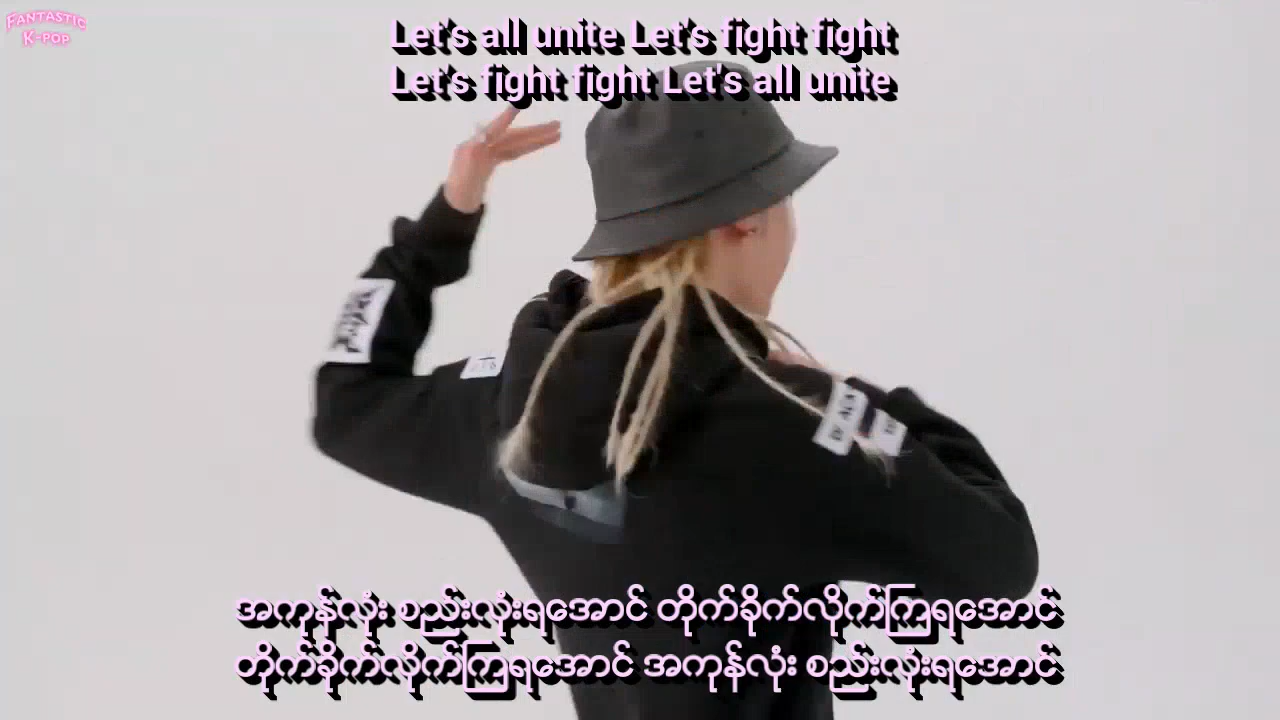 FANTASTIC
K-POP
Let's all unite Let's fight fight
Let's fight fight Let's all unite
အကုန်လုံး စည်းလုံးရအောင် တိုက်ခိုက်လိုက်ကြရအောင်
တိုက်ခိုက်လိုက်ကြရအောင် အကုန်လုံး စည်းလုံးရအောင်